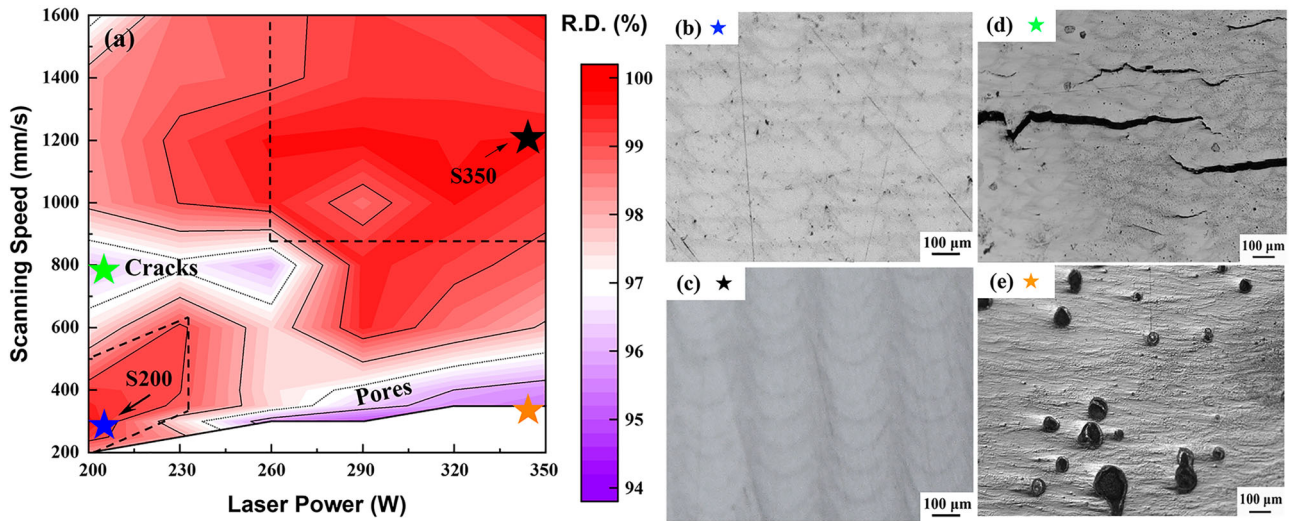 (a)
R.D. (%)
Scanning Speed (mm/s)
1600
1400
1200
1000
800
600
400
200
S350
Cracks
S200
Pores
200 230 260 290 320 350
Laser Power (W)
100
99
98
97
96
95
94
(b)
100 µm
(d)
100 µm
(c)
100 µm
(e)
100 µm